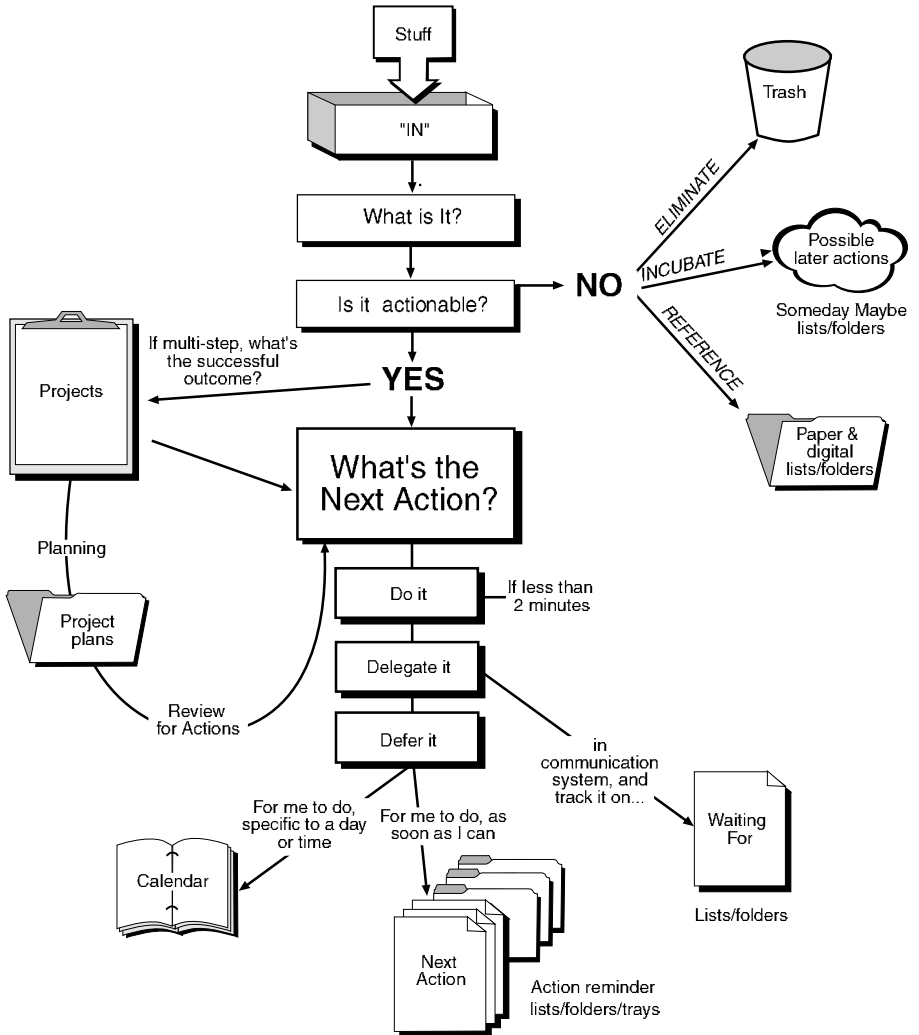 Stuff
"IN"
What is It?
Is it actionable?
NO
ELIMINATE
Trash
INCUBATE
Possible
later actions
Someday Maybe
lists/folders
REFERENCE
Paper &
digital
lists/folders
YES
If multi-step, what's
the successful
outcome?
Projects
What's the
Next Action?
Planning
Project
plans
Review
for Actions
Do it
If less than
2 minutes
Delegate it
in
communication
system, and
track it on...
Waiting
For
Lists/folders
Defer it
For me to do,
specific to a day
or time
Calendar
For me to do, as
soon as I can
Next
Action
Action reminder
lists/folders/trays